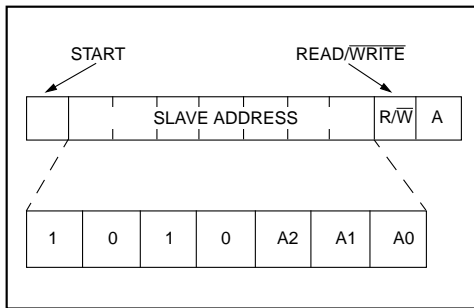 START READ/WRITE
SLAVE ADDRESS R/W A
1 0 1 0 A2 A1 A0